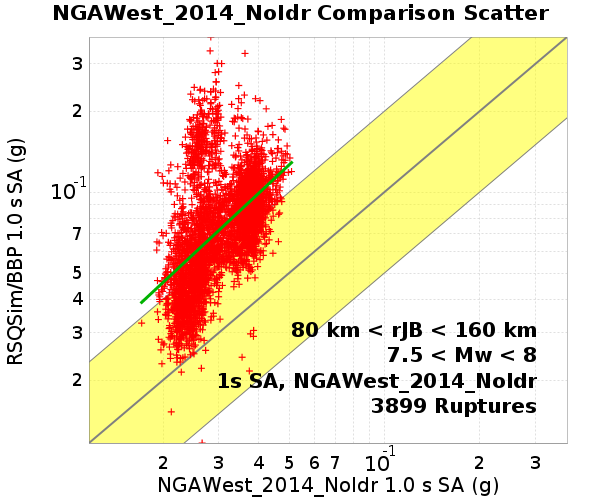 NGAWest_2014_NoIdr Comparison Scatter
RSQSim/BBP 1.0 s SA (g)
3
2
10-1
7
5
4
3
2
80 km < rJB < 160 km
7.5 < Mw < 8
1s SA, NGAWest_2014_NoIdr
3899 Ruptures
2 3 4 5 6 7 10-1 2 3
NGAWest_2014_NoIdr 1.0 s SA (g)